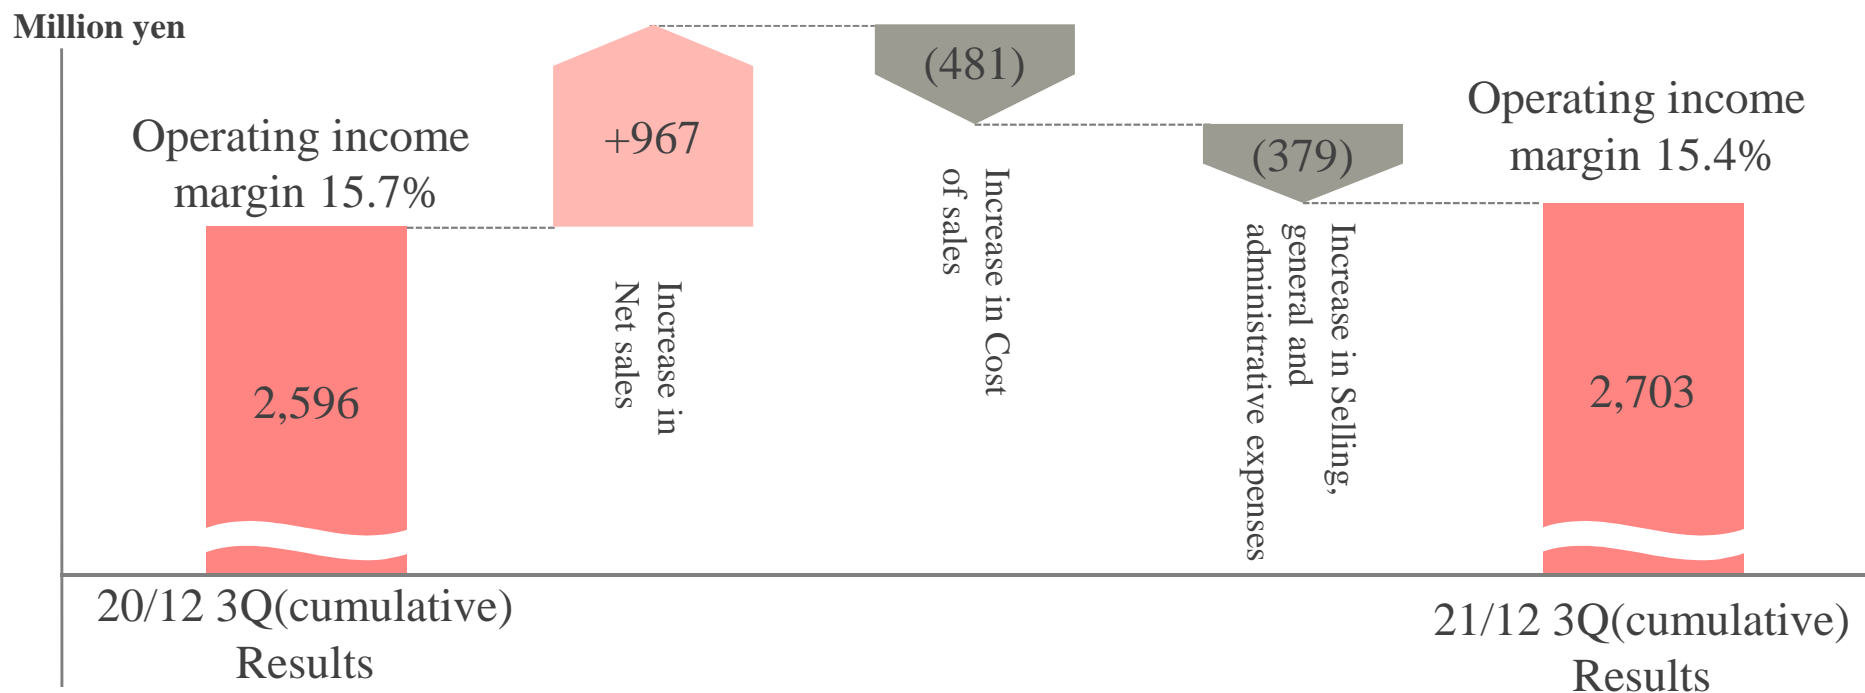 Million yen
Operating income
margin 15.7%
2,596
+967
Increase in
Net sales
(481)
Increase in Cost
of sales
(379)
Increase in Selling,
general and
administrative expenses
Operating income
margin 15.4%
2,703
20/12 3Q(cumulative)
Results
21/12 3Q(cumulative)
Results